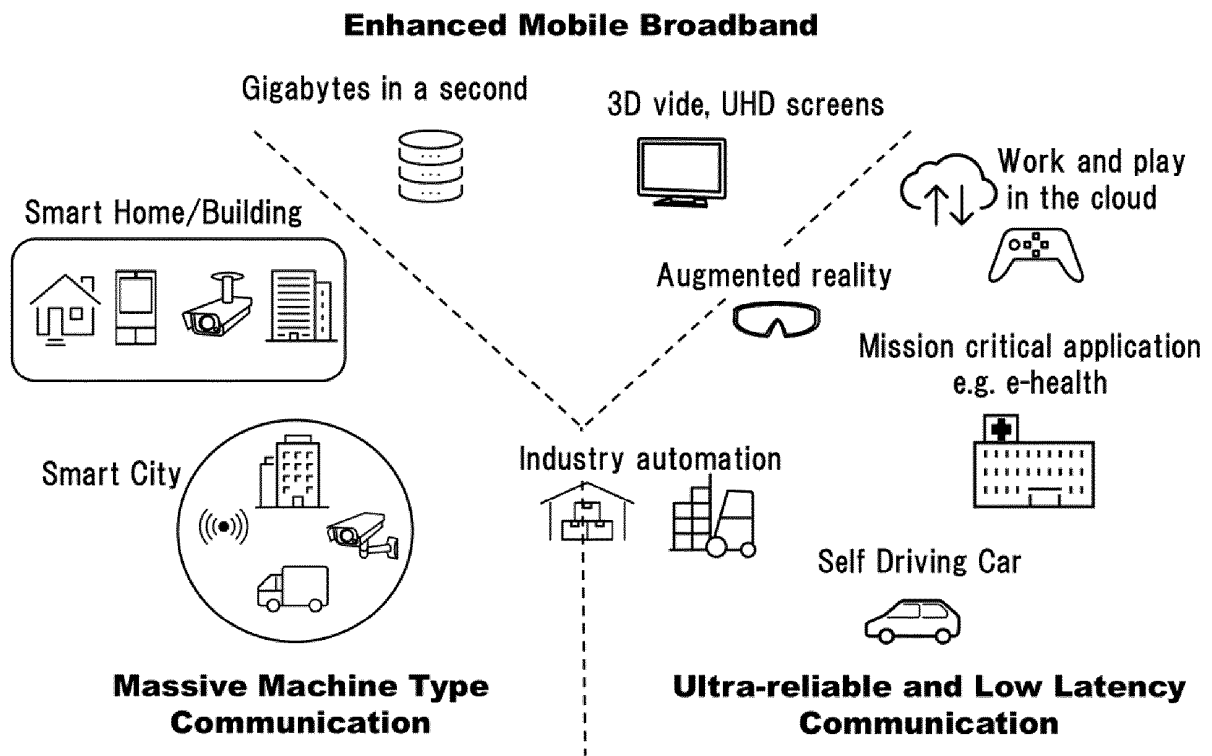 Enhanced Mobile Broadband
Gigabytes in a second
3D vide, UHD screens
Work and play
in the cloud
Smart Home/Building
Augmented reality
Mission critical application
e.g. e-health
Smart City
Industry automation
Self Driving Car
Massive Machine Type
Communication
Ultra-reliable and Low Latency
Communication